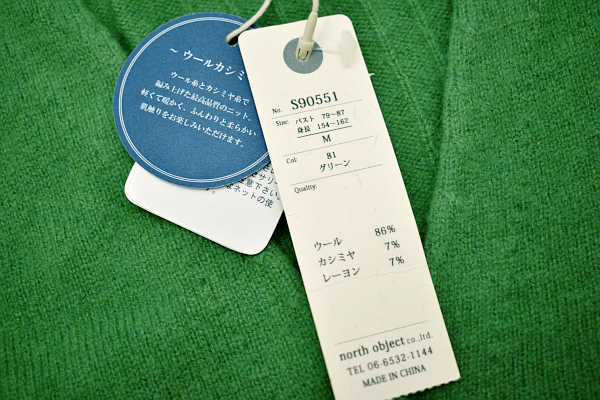 ～ ウールカシミ
ウール糸とカシミヤ糸で
編み上げた最高品質のニット。
軽くて暖かく、ふんわりと柔らかい
肌触りをお楽しみいただけます。
ネットの使
No. S90551
Size: バスト 79～87
身長 154～162
M
Col: 81
グリーン
Quality:
ウール 86%
カシミヤ 7%
レーヨン 7%
north object co.,ltd.
TEL 06-6532-1144
MADE IN CHINA